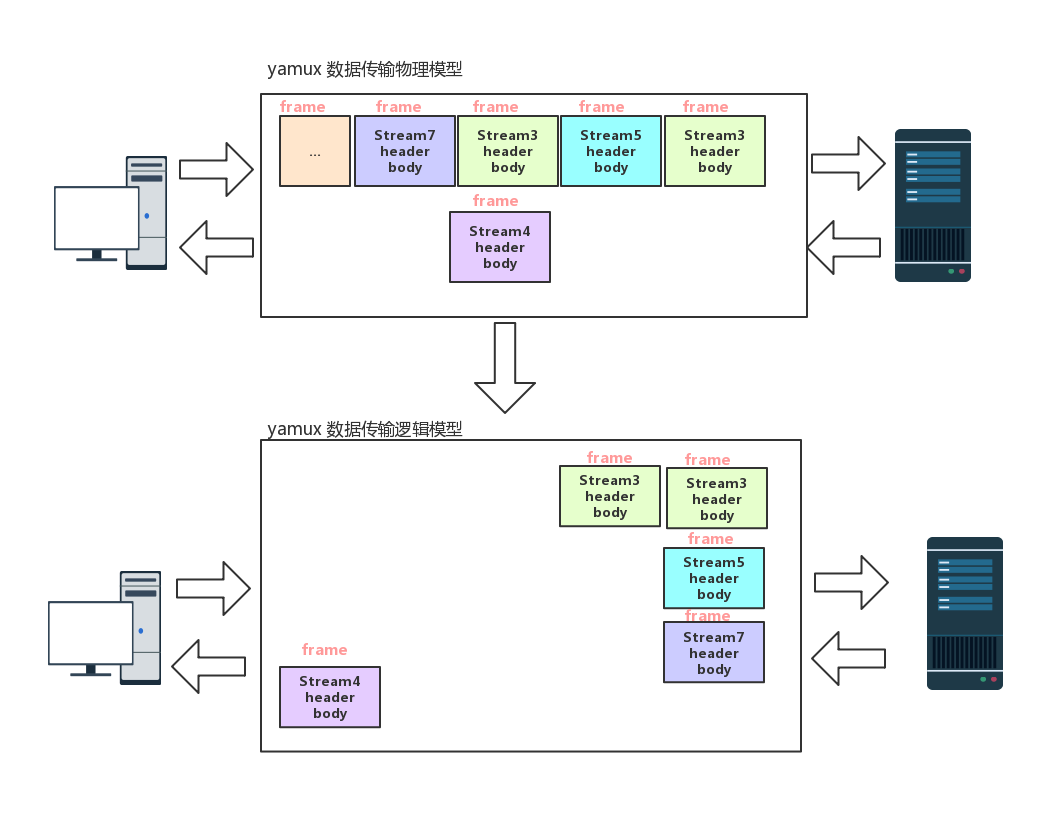 yamux 数据传输物理模型
frame frame frame frame frame
...
Stream7
header
body
Stream3
header
body
Stream5
header
body
Stream3
header
body
frame
Stream4
header
body
yamux 数据传输逻辑模型
frame
Stream3
header
body
frame
Stream3
header
body
frame
Stream5
header
body
frame
Stream7
header
body
frame
Stream4
header
body